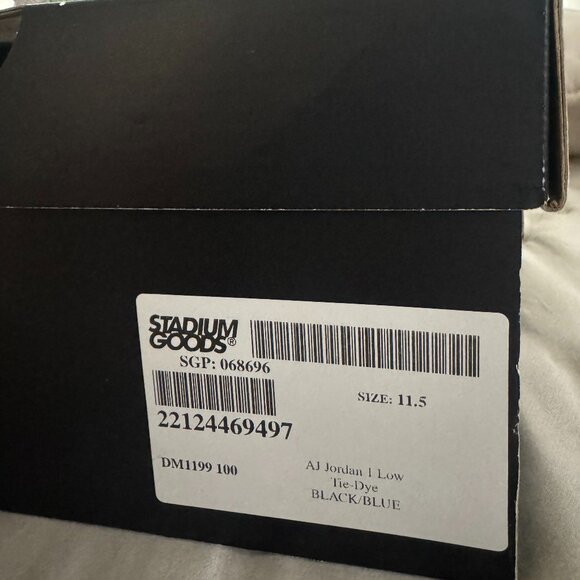 STADIUM
GOODS®
SGP: 068696
SIZE: 11.5
22124469497
DM1199 100
AJ Jordan 1 Low
Tie-Dye
BLACK/BLUE